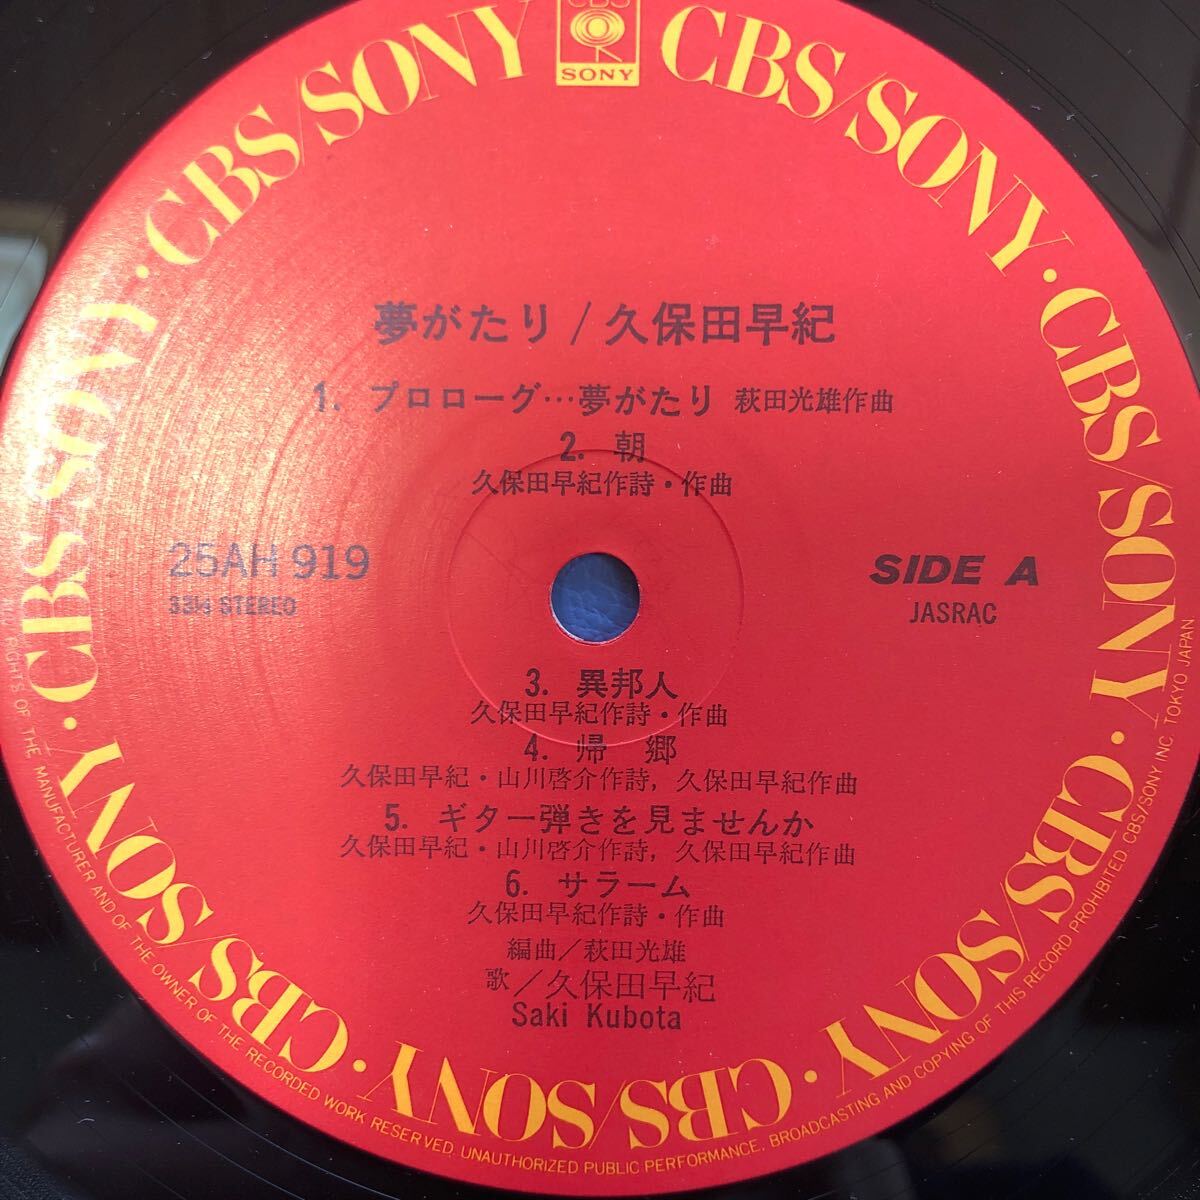 CBS
SONY
CBS/SONY · CBS/SONY · CBS/SONY · CBS/SONY · CBS/SONY · CBS/SONY · CBS/SONY · CBS/SONY
夢がたり / 久保田早紀
1. プロローグ…夢がたり 萩田光雄作曲
2. 朝
久保田早紀作詩・作曲
25AH 919
33⅓ STEREO
SIDE A
JASRAC
3. 異邦人
久保田早紀作詩・作曲
4. 帰 郷
久保田早紀・山川啓介作詩, 久保田早紀作曲
5. ギター弾きを見ませんか
久保田早紀・山川啓介作詩, 久保田早紀作曲
6. サラーム
久保田早紀作詩・作曲
編曲/萩田光雄
歌/久保田早紀
Saki Kubota
RIGHTS OF THE MANUFACTURER AND OF THE OWNER OF THE RECORDED WORK RESERVED. UNAUTHORIZED PUBLIC PERFORMANCE, BROADCASTING AND COPYING OF THIS RECORD PROHIBITED. CBS/SONY INC. TOKYO JAPAN.